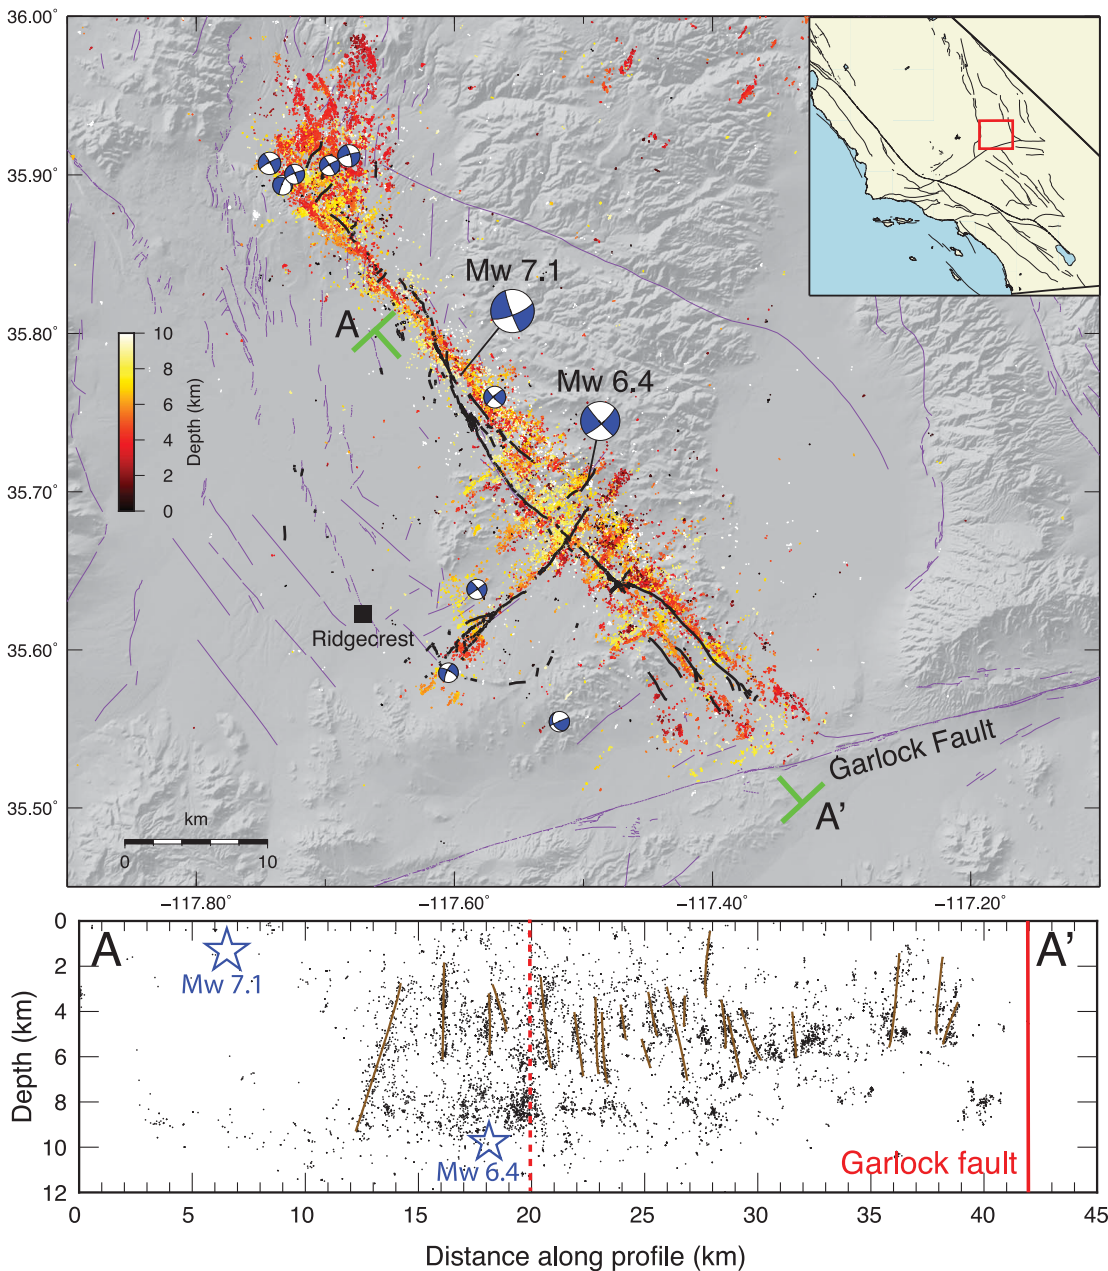 36.00°
35.90°
Mw 7.1
A
35.80°
Mw 6.4
10
8
6
4
2
0
Depth (km)
35.70°
Ridgecrest
35.60°
Garlock Fault
A’
35.50°
km
0
10
−117.80°
−117.60°
−117.40°
−117.20°
0
2
4
6
8
10
12
Depth (km)
A
Mw 7.1
Mw 6.4
A’
Garlock fault
0
5
10
15
20
25
30
35
40
45
Distance along profile (km)